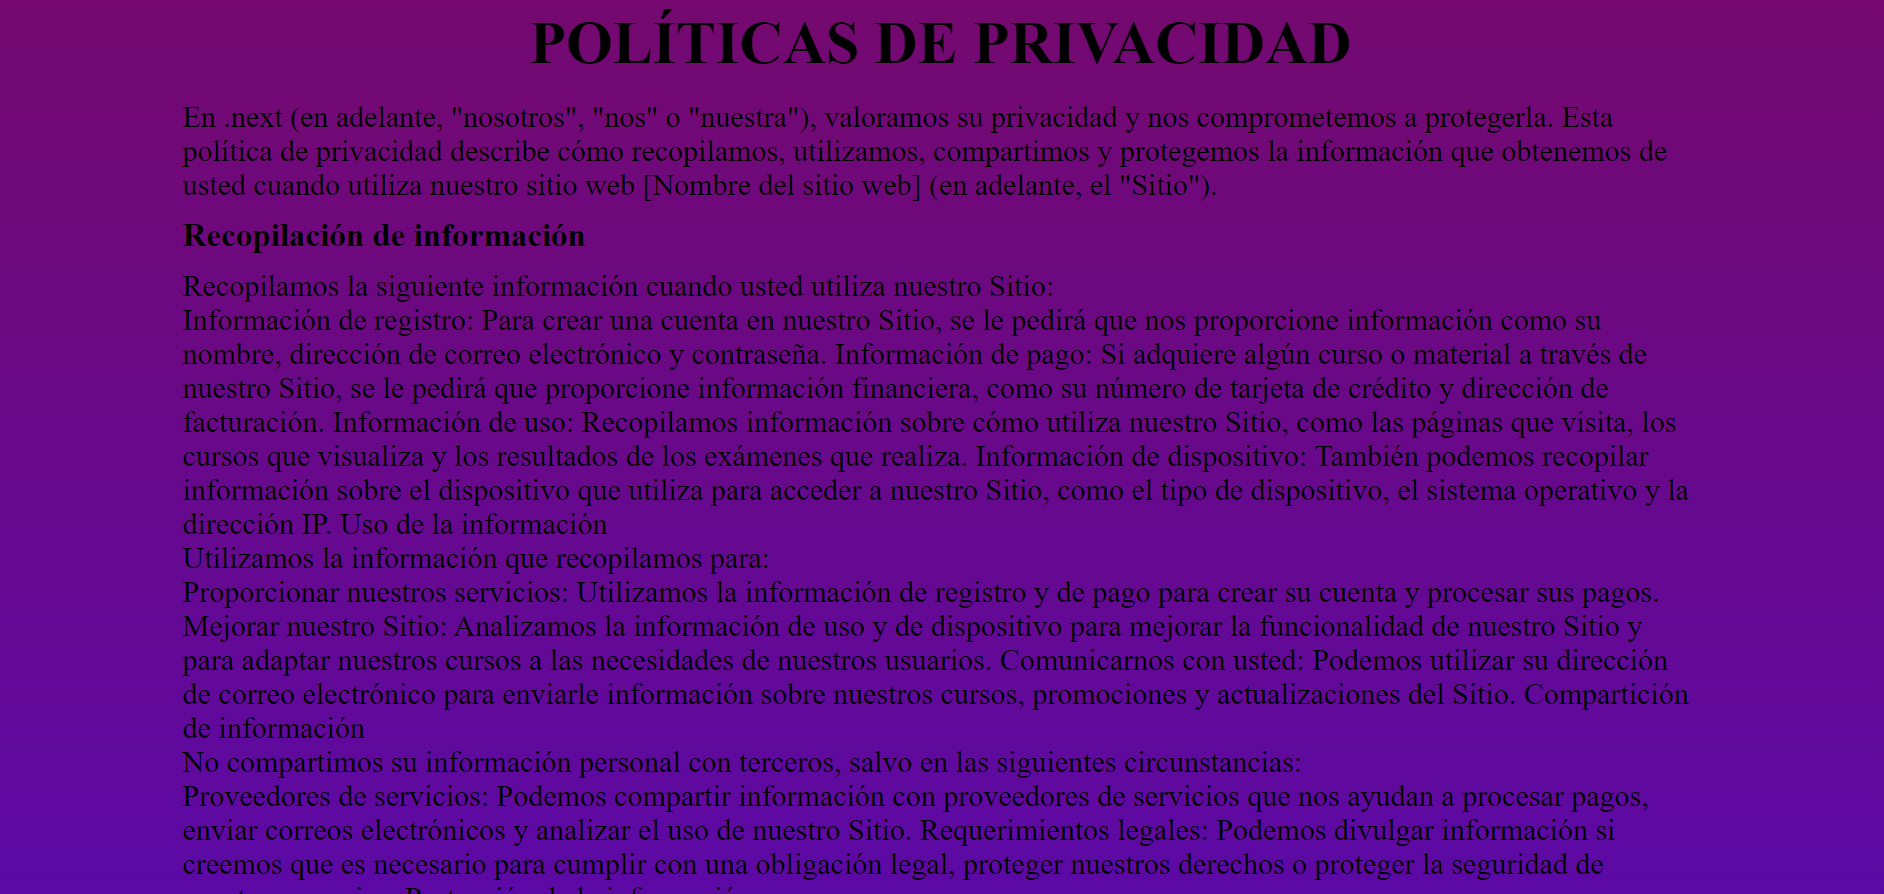 POLÍTICAS DE PRIVACIDAD
En .next (en adelante, "nosotros", "nos" o "nuestra"), valoramos su privacidad y nos comprometemos a protegerla. Esta
política de privacidad describe cómo recopilamos, utilizamos, compartimos y protegemos la información que obtenemos de
usted cuando utiliza nuestro sitio web [Nombre del sitio web] (en adelante, el "Sitio").
Recopilación de información
Recopilamos la siguiente información cuando usted utiliza nuestro Sitio:
Información de registro: Para crear una cuenta en nuestro Sitio, se le pedirá que nos proporcione información como su
nombre, dirección de correo electrónico y contraseña. Información de pago: Si adquiere algún curso o material a través de
nuestro Sitio, se le pedirá que proporcione información financiera, como su número de tarjeta de crédito y dirección de
facturación. Información de uso: Recopilamos información sobre cómo utiliza nuestro Sitio, como las páginas que visita, los
cursos que visualiza y los resultados de los exámenes que realiza. Información de dispositivo: También podemos recopilar
información sobre el dispositivo que utiliza para acceder a nuestro Sitio, como el tipo de dispositivo, el sistema operativo y la
dirección IP. Uso de la información
Utilizamos la información que recopilamos para:
Proporcionar nuestros servicios: Utilizamos la información de registro y de pago para crear su cuenta y procesar sus pagos.
Mejorar nuestro Sitio: Analizamos la información de uso y de dispositivo para mejorar la funcionalidad de nuestro Sitio y
para adaptar nuestros cursos a las necesidades de nuestros usuarios. Comunicarnos con usted: Podemos utilizar su dirección
de correo electrónico para enviarle información sobre nuestros cursos, promociones y actualizaciones del Sitio. Compartición
de información
No compartimos su información personal con terceros, salvo en las siguientes circunstancias:
Proveedores de servicios: Podemos compartir información con proveedores de servicios que nos ayudan a procesar pagos,
enviar correos electrónicos y analizar el uso de nuestro Sitio. Requerimientos legales: Podemos divulgar información si
creemos que es necesario para cumplir con una obligación legal, proteger nuestros derechos o proteger la seguridad de